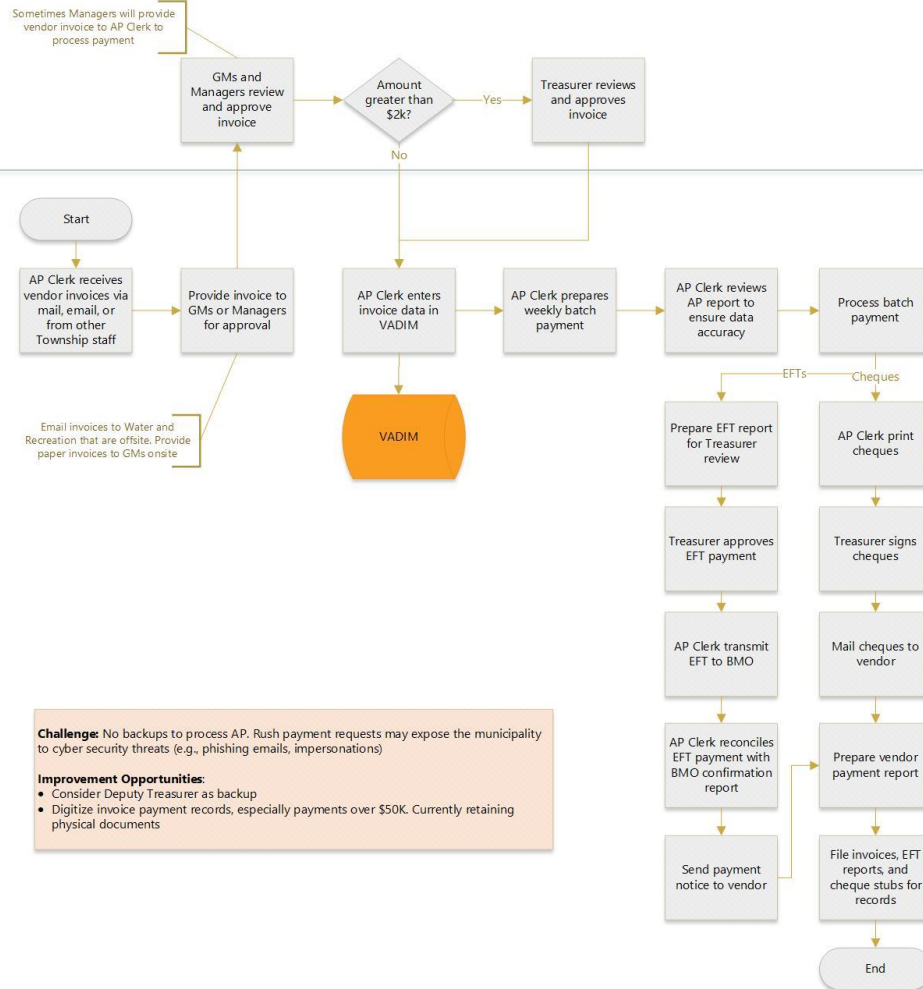 Sometimes Managers will provide
vendor invoice to AP Clerk to
process payment
GMs and
Managers review
and approve
invoice
Amount
greater than
$2k?
Yes
Treasurer reviews
and approves
invoice
No
Start
AP Clerk receives
vendor invoices via
mail, email, or
from other
Township staff
Provide invoice to
GMs or Managers
for approval
AP Clerk enters
invoice data in
VADIM
AP Clerk prepares
weekly batch
payment
AP Clerk reviews
AP report to
ensure data
accuracy
Process batch
payment
EFTs
Cheques
Email invoices to Water and
Recreation that are offsite. Provide
paper invoices to GMs onsite
VADIM
Prepare EFT report
for Treasurer
review
AP Clerk print
cheques
Treasurer approves
EFT payment
Treasurer signs
cheques
AP Clerk transmit
EFT to BMO
Mail cheques to
vendor
Challenge: No backups to process AP. Rush payment requests may expose the municipality
to cyber security threats (e.g., phishing emails, impersonations)
Improvement Opportunities:
• Consider Deputy Treasurer as backup
• Digitize invoice payment records, especially payments over $50K. Currently retaining
physical documents
AP Clerk reconciles
EFT payment with
BMO confirmation
report
Prepare vendor
payment report
Send payment
notice to vendor
File invoices, EFT
reports, and
cheque stubs for
records
End